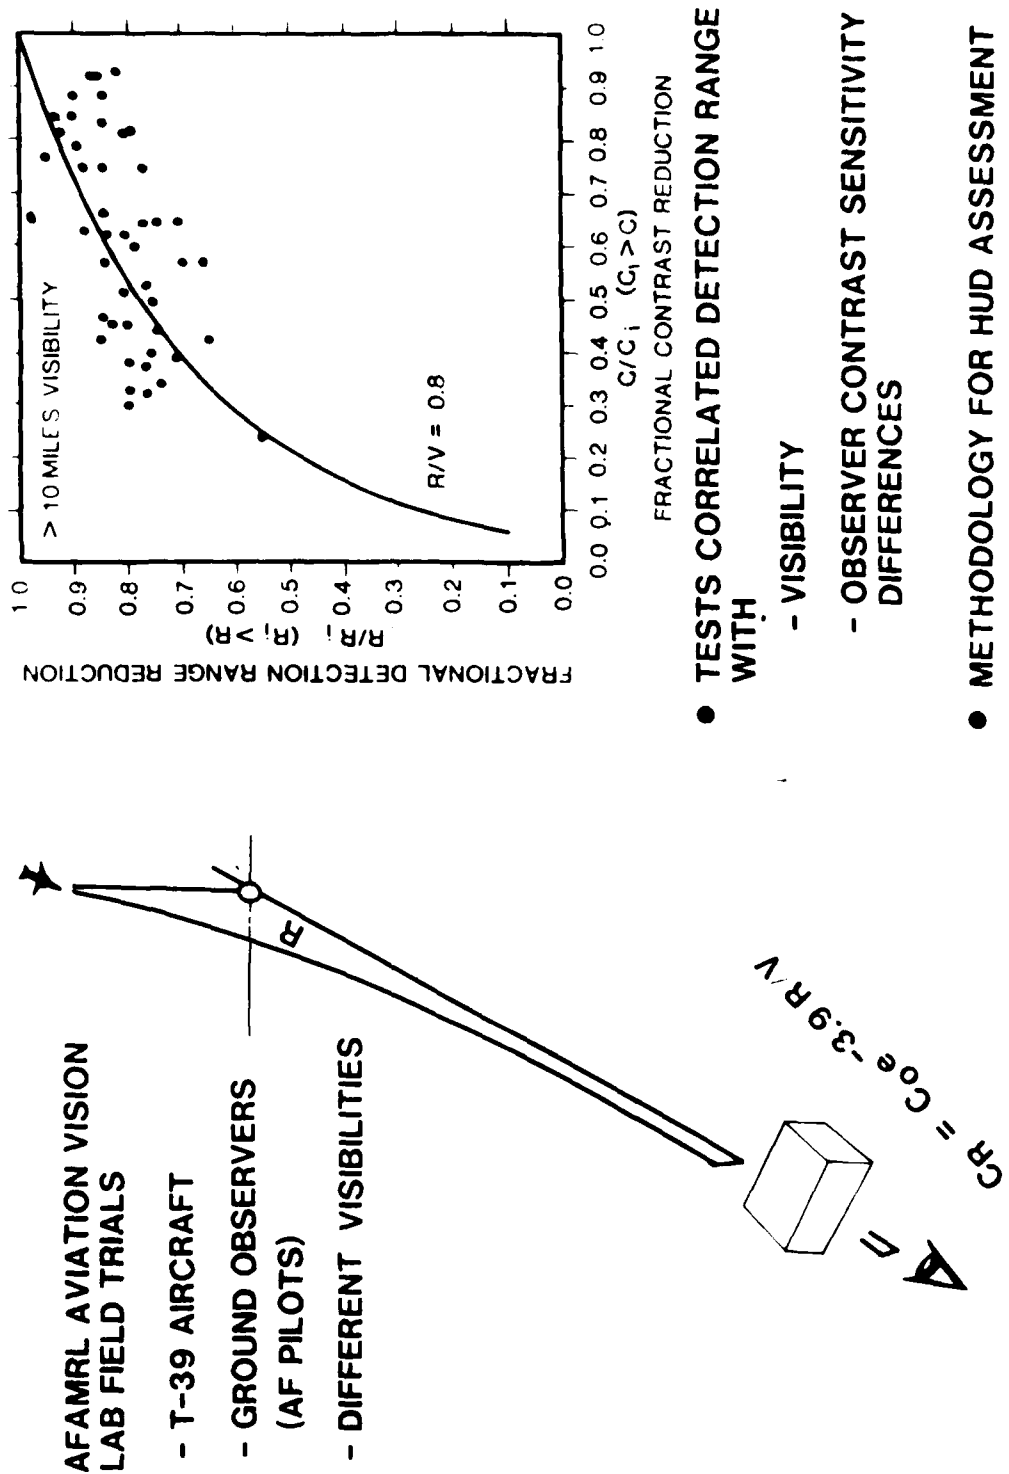 AFAMRL AVIATION VISION
LAB FIELD TRIALS
- T-39 AIRCRAFT
- GROUND OBSERVERS
(AF PILOTS)
- DIFFERENT VISIBILITIES
R
CR = Coe -3.9 R/V
FRACTIONAL DETECTION RANGE REDUCTION
R/Ri (Ri > R)
1 0
0.9
0.8
0.7
0.6
0.5
0.4
0.3
0.2
0.1
0.0
> 10 MILES VISIBILITY
R/V = 0.8
0.0 0.1 0.2 0.3 0.4 0.5 0.6 0.7 0.8 0.9 1.0
C/Ci (Ci > C)
FRACTIONAL CONTRAST REDUCTION
● TESTS CORRELATED DETECTION RANGE
WITH
- VISIBILITY
- OBSERVER CONTRAST SENSITIVITY
DIFFERENCES
● METHODOLOGY FOR HUD ASSESSMENT